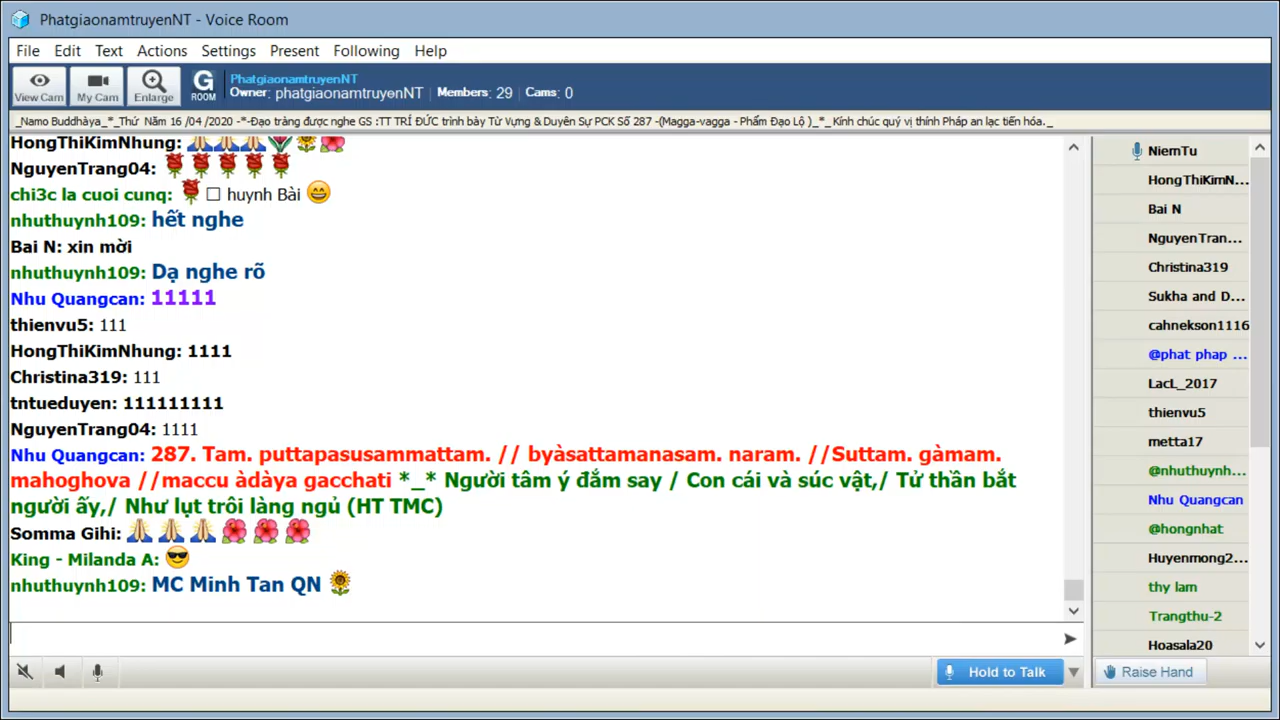 PhatgiaonamtruyenNT - Voice Room
File Edit Text Actions Settings Present Following Help
View Cam My Cam Enlarge G ROOM
PhatgiaonamtruyenNT
Owner: phatgiaonamtruyenNT Members: 29 Cams: 0
_Namo Buddhàya_*_Thứ Năm 16 /04 /2020 -*-Đạo tràng được nghe GS :TT TRÍ ĐỨC trình bày Từ Vựng & Duyên Sự PCK Số 287 -(Magga-vagga - Phẩm Đạo Lộ )_*_ Kính chúc quý vị thính Pháp an lạc tiến hóa._
HongThiKimNhung: 🙏🙏🙏🌷🌻🌺
NguyenTrang04: 🌹🌹🌹🌹🌹
chi3c la cuoi cunq: 🌹☐ huynh Bài 😄
nhuthuynh109: hết nghe
Bai N: xin mời
nhuthuynh109: Dạ nghe rõ
Nhu Quangcan: 11111
thienvu5: 111
HongThiKimNhung: 1111
Christina319: 111
tntueduyen: 111111111
NguyenTrang04: 1111
Nhu Quangcan: 287. Tam. puttapasusammattam. // byàsattamanasam. naram. //Suttam. gàmam.
mahoghova //maccu àdàya gacchati *_* Người tâm ý đắm say / Con cái và súc vật,/ Tử thần bắt
người ấy,/ Như lụt trôi làng ngủ (HT TMC)
Somma Gihi: 🙏🙏🙏🌺🌺🌺
King - Milanda A: 😎
nhuthuynh109: MC Minh Tan QN 🌻
NiemTu
HongThiKimN...
Bai N
NguyenTran...
Christina319
Sukha and D...
cahnekson1116
@phat phap ...
LacL_2017
thienvu5
metta17
@nhuthuynh...
Nhu Quangcan
@hongnhat
Huyenmong2...
thy lam
Trangthu-2
Hoasala20
Hold to Talk
Raise Hand